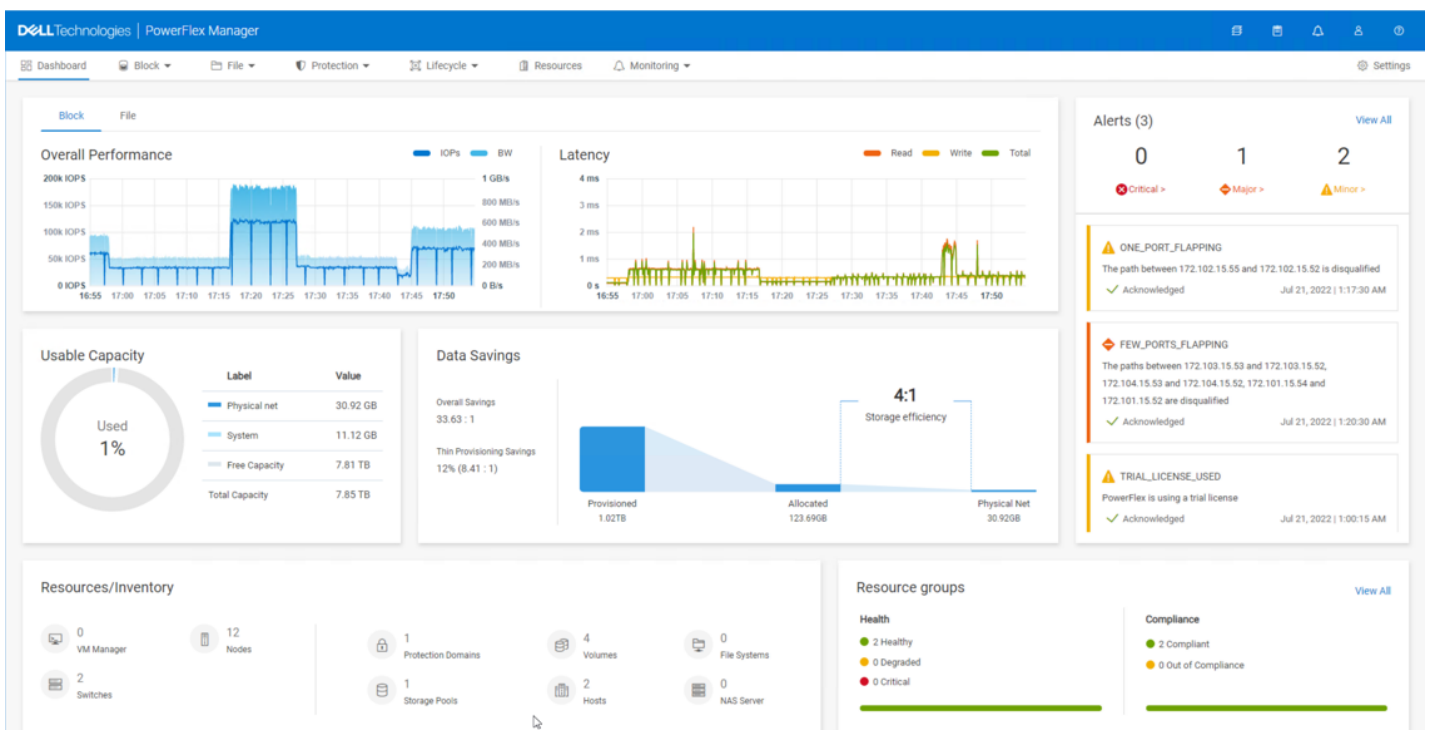 DELLTechnologies | PowerFlex Manager
Dashboard Block File Protection Lifecycle Resources Monitoring Settings
Block File
Overall Performance
IOPs BW
200k IOPS 1 GB/s
150k IOPS 800 MB/s
600 MB/s
100k IOPS
400 MB/s
50k IOPS
200 MB/s
0 IOPS 0 B/s
16:55 17:00 17:05 17:10 17:15 17:20 17:25 17:30 17:35 17:40 17:45 17:50
Latency
Read Write Total
4 ms
3 ms
2 ms
1 ms
0 s
16:55 17:00 17:05 17:10 17:15 17:20 17:25 17:30 17:35 17:40 17:45 17:50
Alerts (3) View All
0 1 2
Critical > Major > Minor >
ONE_PORT_FLAPPING
The path between 172.102.15.55 and 172.102.15.52 is disqualified
Acknowledged Jul 21, 2022 | 1:17:30 AM
FEW_PORTS_FLAPPING
The paths between 172.103.15.53 and 172.103.15.52,
172.104.15.53 and 172.104.15.52, 172.101.15.54 and
172.101.15.52 are disqualified
Acknowledged Jul 21, 2022 | 1:20:30 AM
TRIAL_LICENSE_USED
PowerFlex is using a trial license
Acknowledged Jul 21, 2022 | 1:00:15 AM
Usable Capacity
Used
1%
Label Value
Physical net 30.92 GB
System 11.12 GB
Free Capacity 7.81 TB
Total Capacity 7.85 TB
Data Savings
Overall Savings
33.63 : 1
Thin Provisioning Savings
12% (8.41 : 1)
4:1
Storage efficiency
Provisioned Allocated Physical Net
1.02TB 123.69GB 30.92GB
Resources/Inventory
0
VM Manager
12
Nodes
2
Switches
1
Protection Domains
4
Volumes
0
File Systems
1
Storage Pools
2
Hosts
0
NAS Server
Resource groups View All
Health
2 Healthy
0 Degraded
0 Critical
Compliance
2 Compliant
0 Out of Compliance